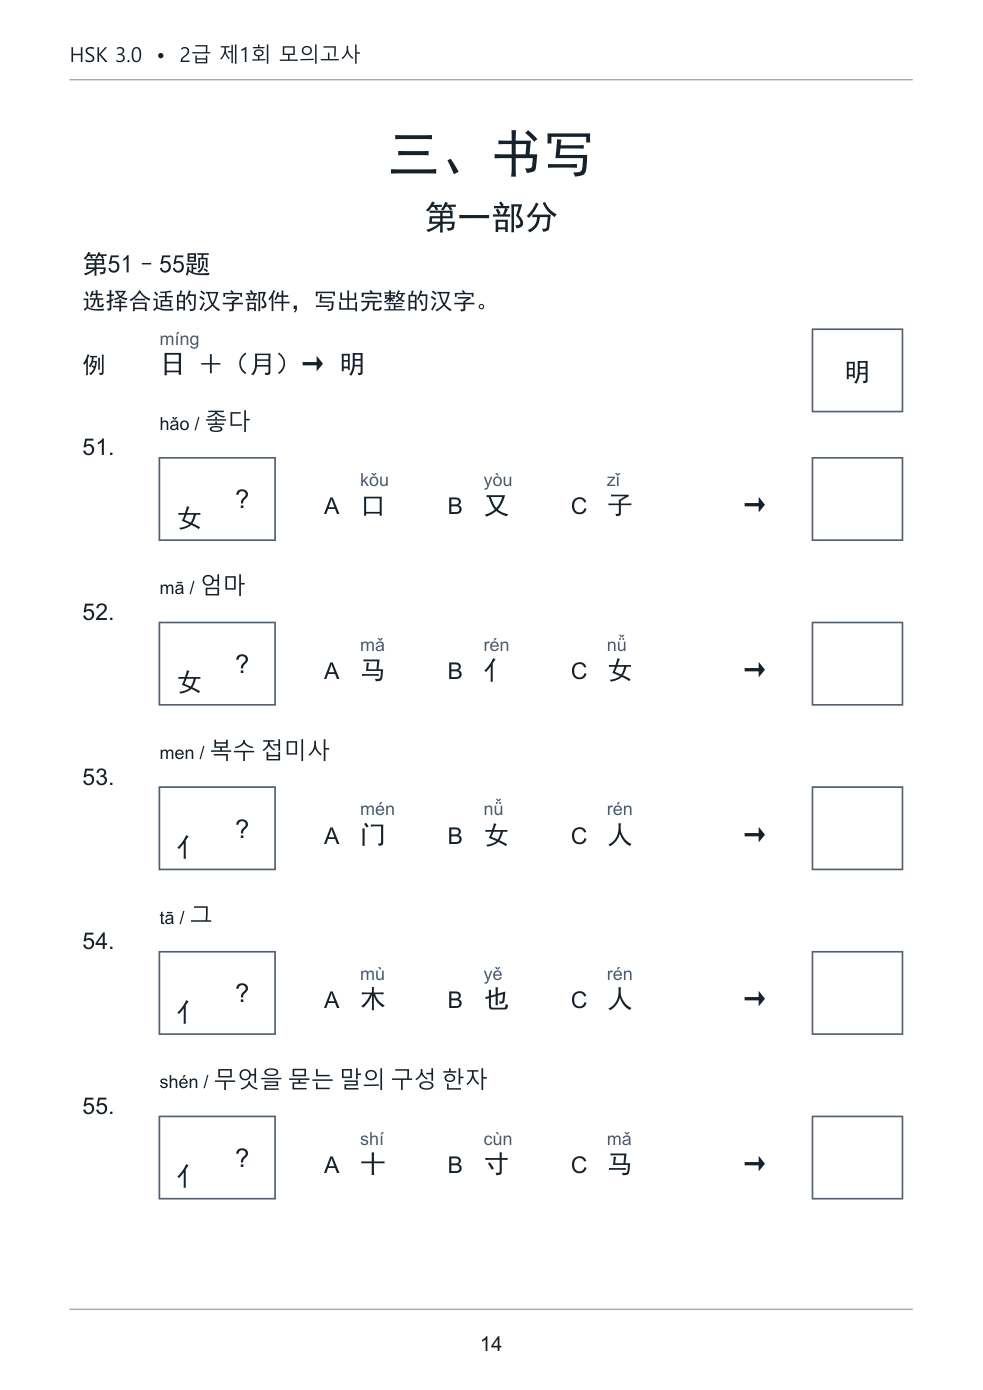 HSK 3.0 • 2급 제1회 모의고사
三、书写
第一部分
第51－55题
选择合适的汉字部件，写出完整的汉字。
míng
例 日 ＋（月）➞ 明 明
hǎo / 좋다
51.
kǒu yòu zǐ
女 ? A 口 B 又 C 子 ➞
mā / 엄마
52.
mǎ rén nǚ
女 ? A 马 B 亻 C 女 ➞
men / 복수 접미사
53.
mén nǚ rén
亻 ? A 门 B 女 C 人 ➞
tā / 그
54.
mù yě rén
亻 ? A 木 B 也 C 人 ➞
shén / 무엇을 묻는 말의 구성 한자
55.
shí cùn mǎ
亻 ? A 十 B 寸 C 马 ➞
14